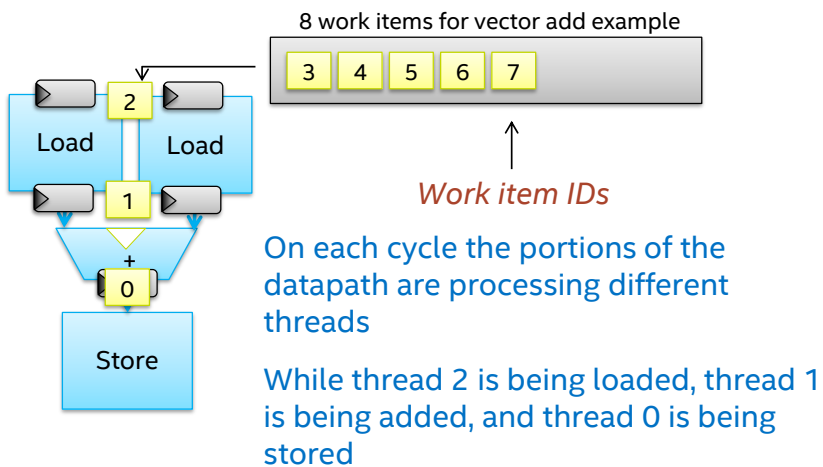 8 work items for vector add example
3 4 5 6 7
2
Load Load
1
Work item IDs
+
0
Store
On each cycle the portions of the
datapath are processing different
threads
While thread 2 is being loaded, thread 1
is being added, and thread 0 is being
stored